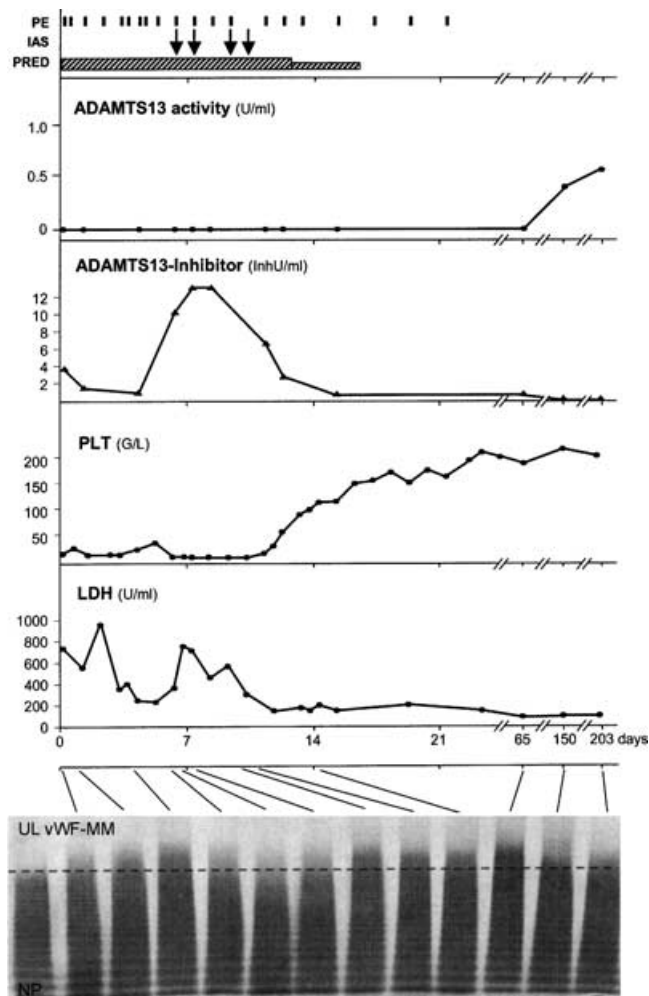 PE
IAS
PRED
ADAMTS13 activity (U/ml)
1.0
0.5
0
ADAMTS13-Inhibitor (InhU/ml)
12
10
8
6
4
2
PLT (G/L)
200
150
100
50
LDH (U/ml)
1000
800
600
400
200
0
0 7 14 21 65 150 203 days
UL vWF-MM
NP